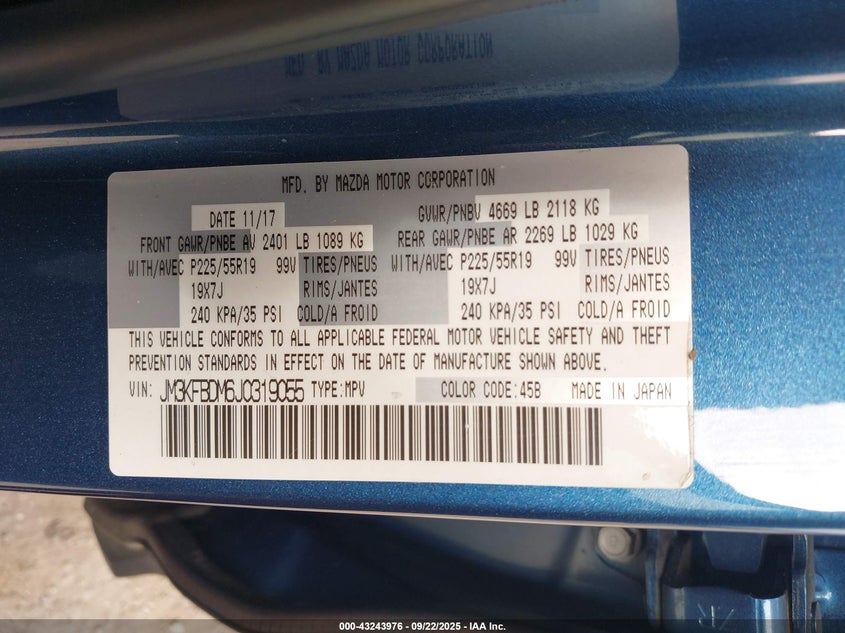 MFD. BY MAZDA MOTOR CORPORATION
MFD. BY MAZDA MOTOR CORPORATION
DATE 11/17 GVWR/PNBV 4669 LB 2118 KG
FRONT GAWR/PNBE AV 2401 LB 1089 KG REAR GAWR/PNBE AR 2269 LB 1029 KG
WITH/AVEC P225/55R19 99V TIRES/PNEUS WITH/AVEC P225/55R19 99V TIRES/PNEUS
19X7J RIMS/JANTES 19X7J RIMS/JANTES
240 KPA/35 PSI COLD/A FROID 240 KPA/35 PSI COLD/A FROID
THIS VEHICLE CONFORMS TO ALL APPLICABLE FEDERAL MOTOR VEHICLE SAFETY AND THEFT
PREVENTION STANDARDS IN EFFECT ON THE DATE OF MANUFACTURE SHOWN ABOVE.
VIN: JM3KFBDM6J0319055 TYPE:MPV COLOR CODE:45B MADE IN JAPAN
000-43243976 - 09/22/2025 - IAA Inc.